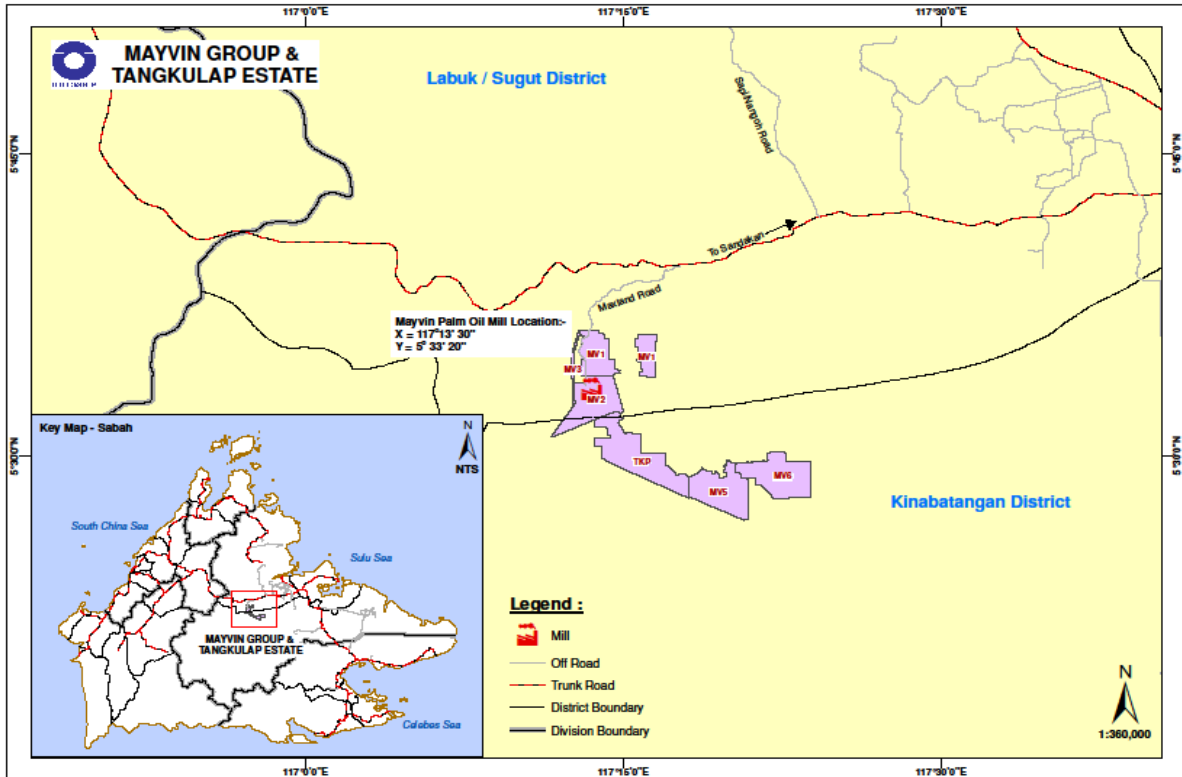 117°0'0"E
117°15'0"E
117°30'0"E
MAYVIN GROUP &
TANGKULAP ESTATE
Labuk / Sugut District
Sapi Nangoh Road
5°45'0"N
5°45'0"N
To Sandakan
Maxland Road
Mayvin Palm Oil Mill Location:-
X = 117°13' 30"
Y = 5° 33' 20"
MV1
MV1
MV3
MV2
5°30'0"N
5°30'0"N
TKP
MV5
MV6
Kinabatangan District
Key Map - Sabah
N
NTS
South China Sea
Sulu Sea
MAYVIN GROUP &
TANGKULAP ESTATE
Celebes Sea
Legend :
Mill
Off Road
Trunk Road
District Boundary
Division Boundary
N
1:360,000
117°0'0"E
117°15'0"E
117°30'0"E